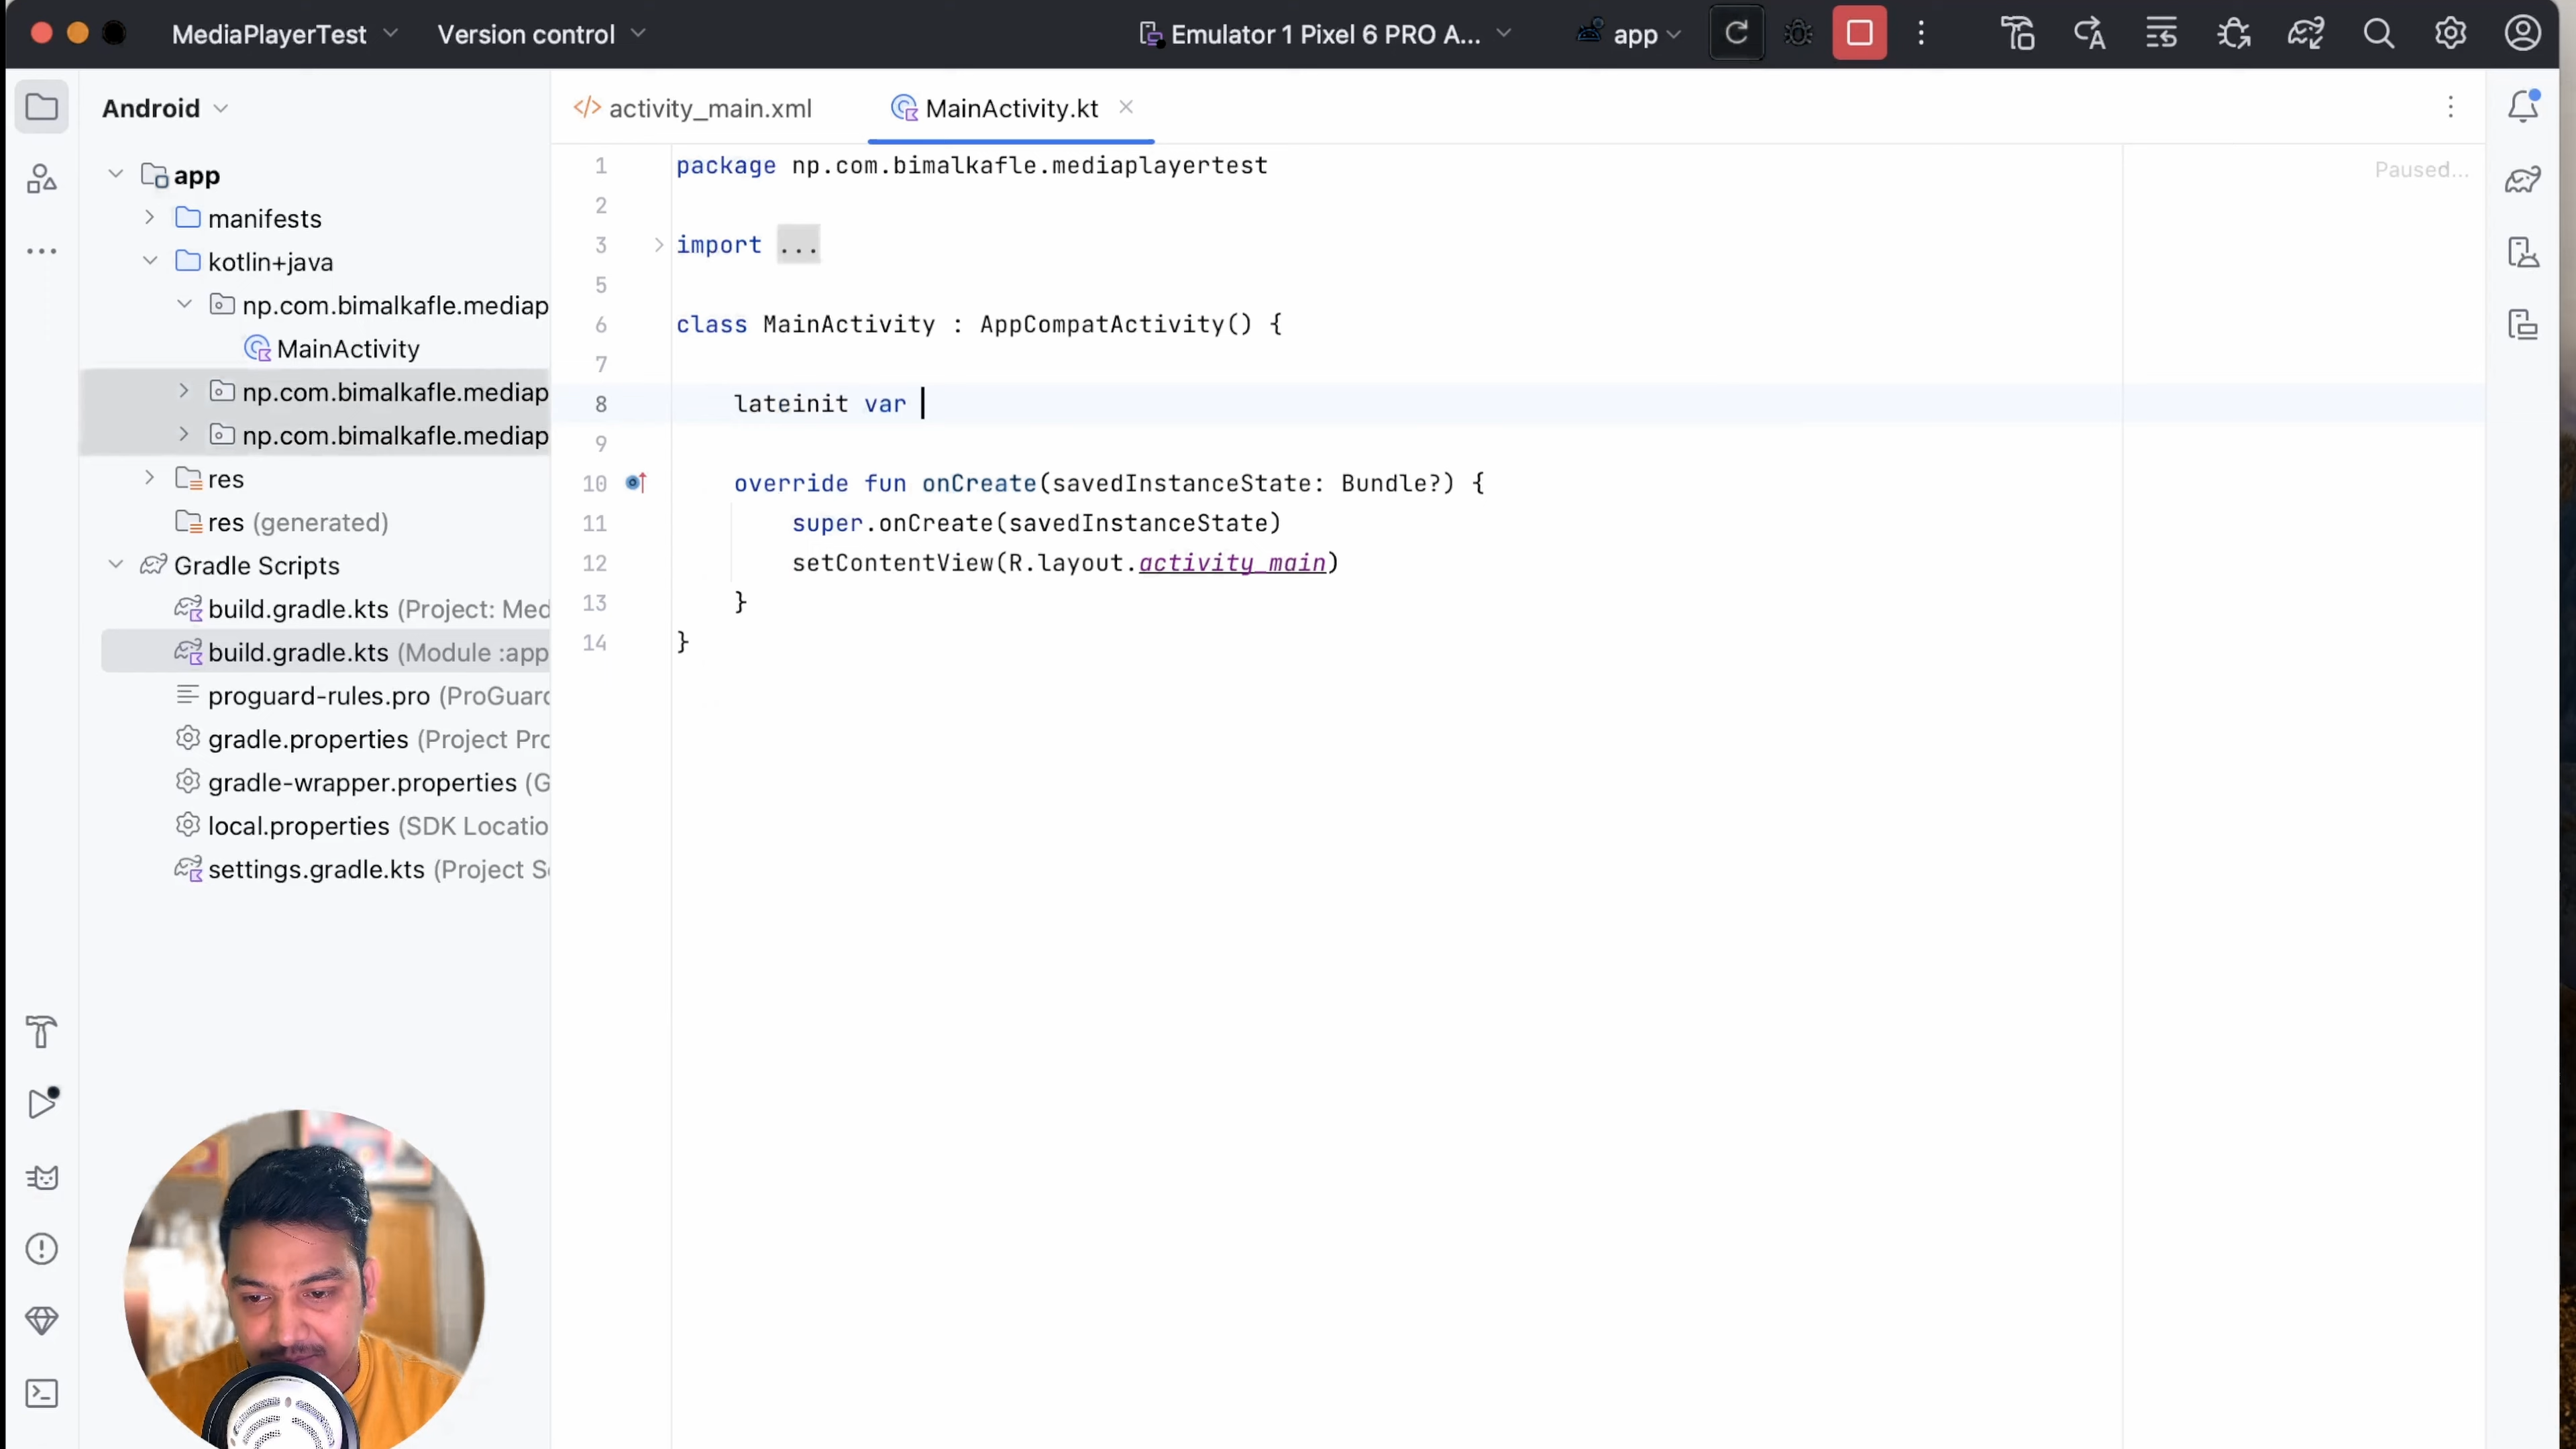 MediaPlayerTest
Version control
Emulator 1 Pixel 6 PRO A...
app
Android
activity_main.xml
MainActivity.kt
app
manifests
kotlin+java
np.com.bimalkafle.mediap
MainActivity
np.com.bimalkafle.mediap
np.com.bimalkafle.mediap
res
res (generated)
Gradle Scripts
build.gradle.kts (Project: Med
build.gradle.kts (Module :app
proguard-rules.pro (ProGuard
gradle.properties (Project Pro
gradle-wrapper.properties (G
local.properties (SDK Locatio
settings.gradle.kts (Project Se
Paused...
1 package np.com.bimalkafle.mediaplayertest
2
3 import ...
5
6 class MainActivity : AppCompatActivity() {
7
8 lateinit var
9
10 override fun onCreate(savedInstanceState: Bundle?) {
11 super.onCreate(savedInstanceState)
12 setContentView(R.layout.activity_main)
13 }
14 }